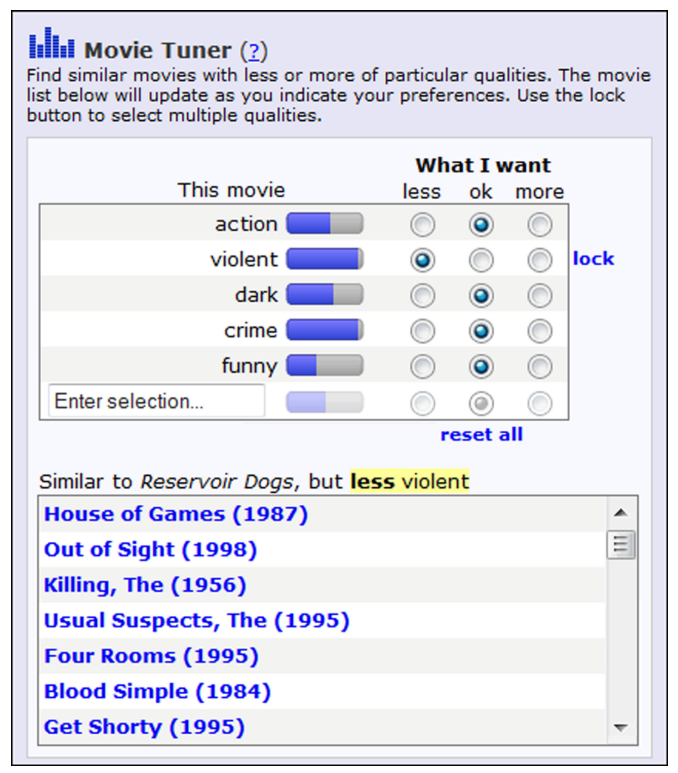 Movie Tuner (?)
Find similar movies with less or more of particular qualities. The movie
list below will update as you indicate your preferences. Use the lock
button to select multiple qualities.
What I want
This movie less ok more
action
violent lock
dark
crime
funny
Enter selection...
reset all
Similar to Reservoir Dogs, but less violent
House of Games (1987)
Out of Sight (1998)
Killing, The (1956)
Usual Suspects, The (1995)
Four Rooms (1995)
Blood Simple (1984)
Get Shorty (1995)